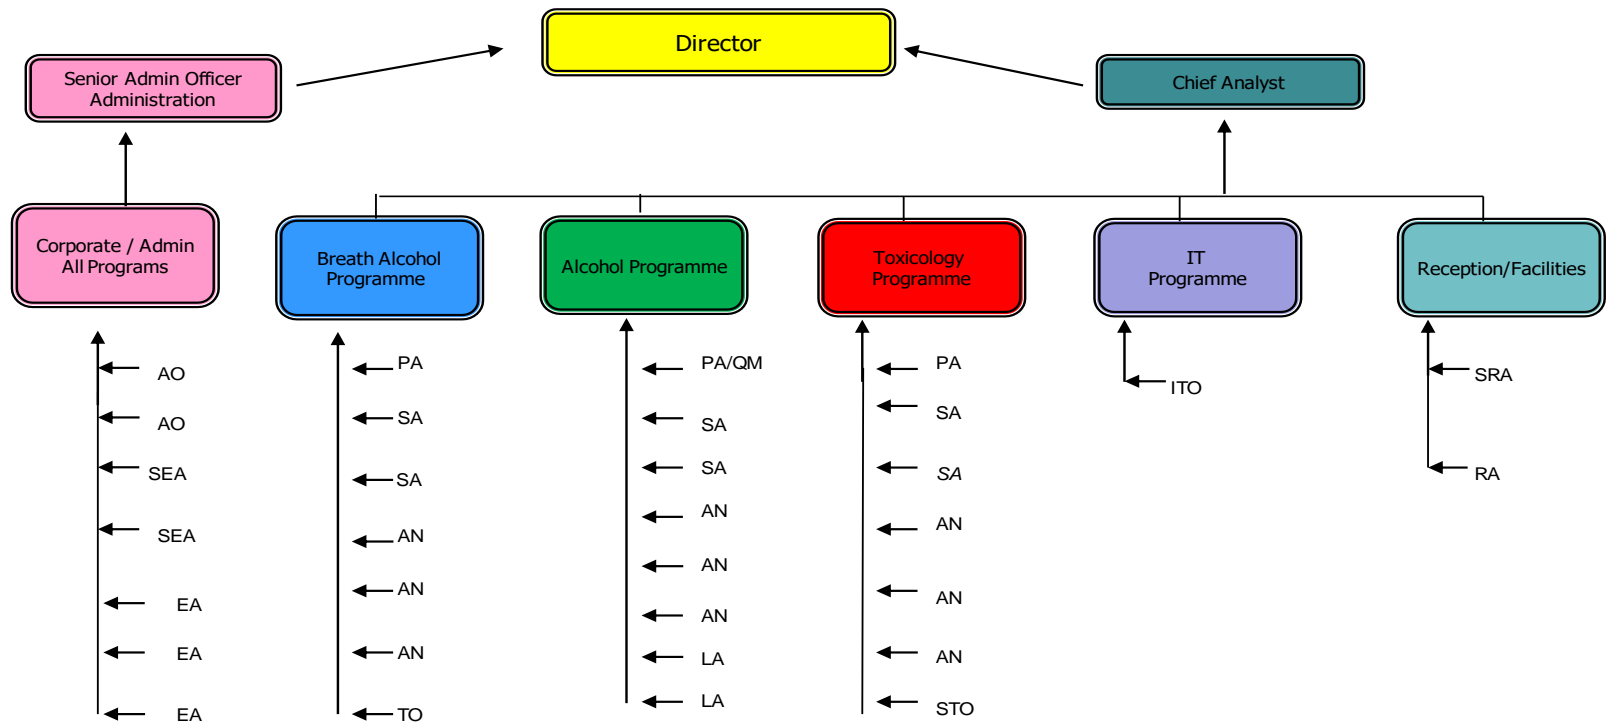 Director
Senior Admin Officer
Administration
Chief Analyst
Corporate / Admin
All Programs
Breath Alcohol
Programme
Alcohol Programme
Toxicology
Programme
IT
Programme
Reception/Facilities
AO
AO
SEA
SEA
EA
EA
EA
PA
SA
SA
AN
AN
AN
TO
PA/QM
SA
SA
AN
AN
AN
LA
LA
PA
SA
SA
AN
AN
AN
STO
ITO
SRA
RA